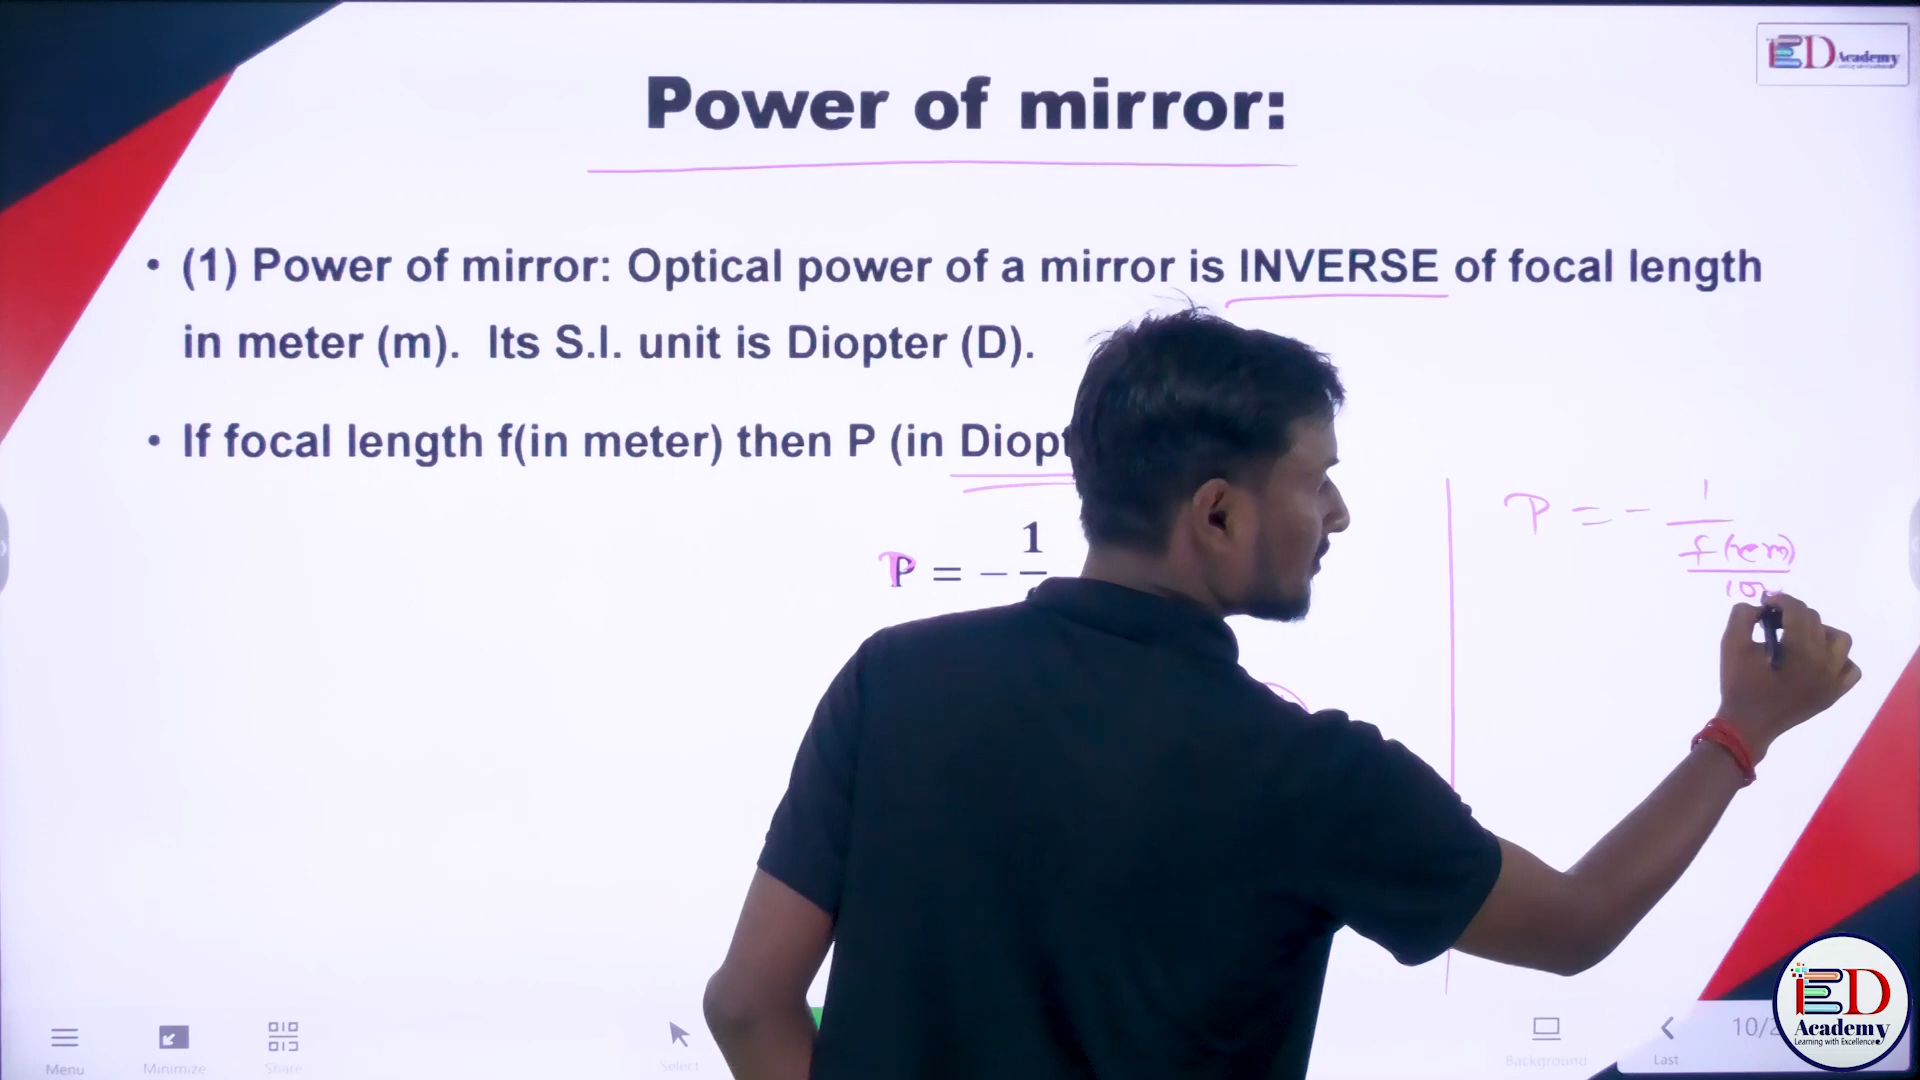 ED Academy
Power of mirror:
• (1) Power of mirror: Optical power of a mirror is INVERSE of focal length
in meter (m). Its S.I. unit is Diopter (D).
• If focal length f(in meter) then P (in Diopt
P = - 1
P = - 1
Menu
Minimize
Share
Select
Background
Last
10/2
ED
Academy
Learning with Excellence